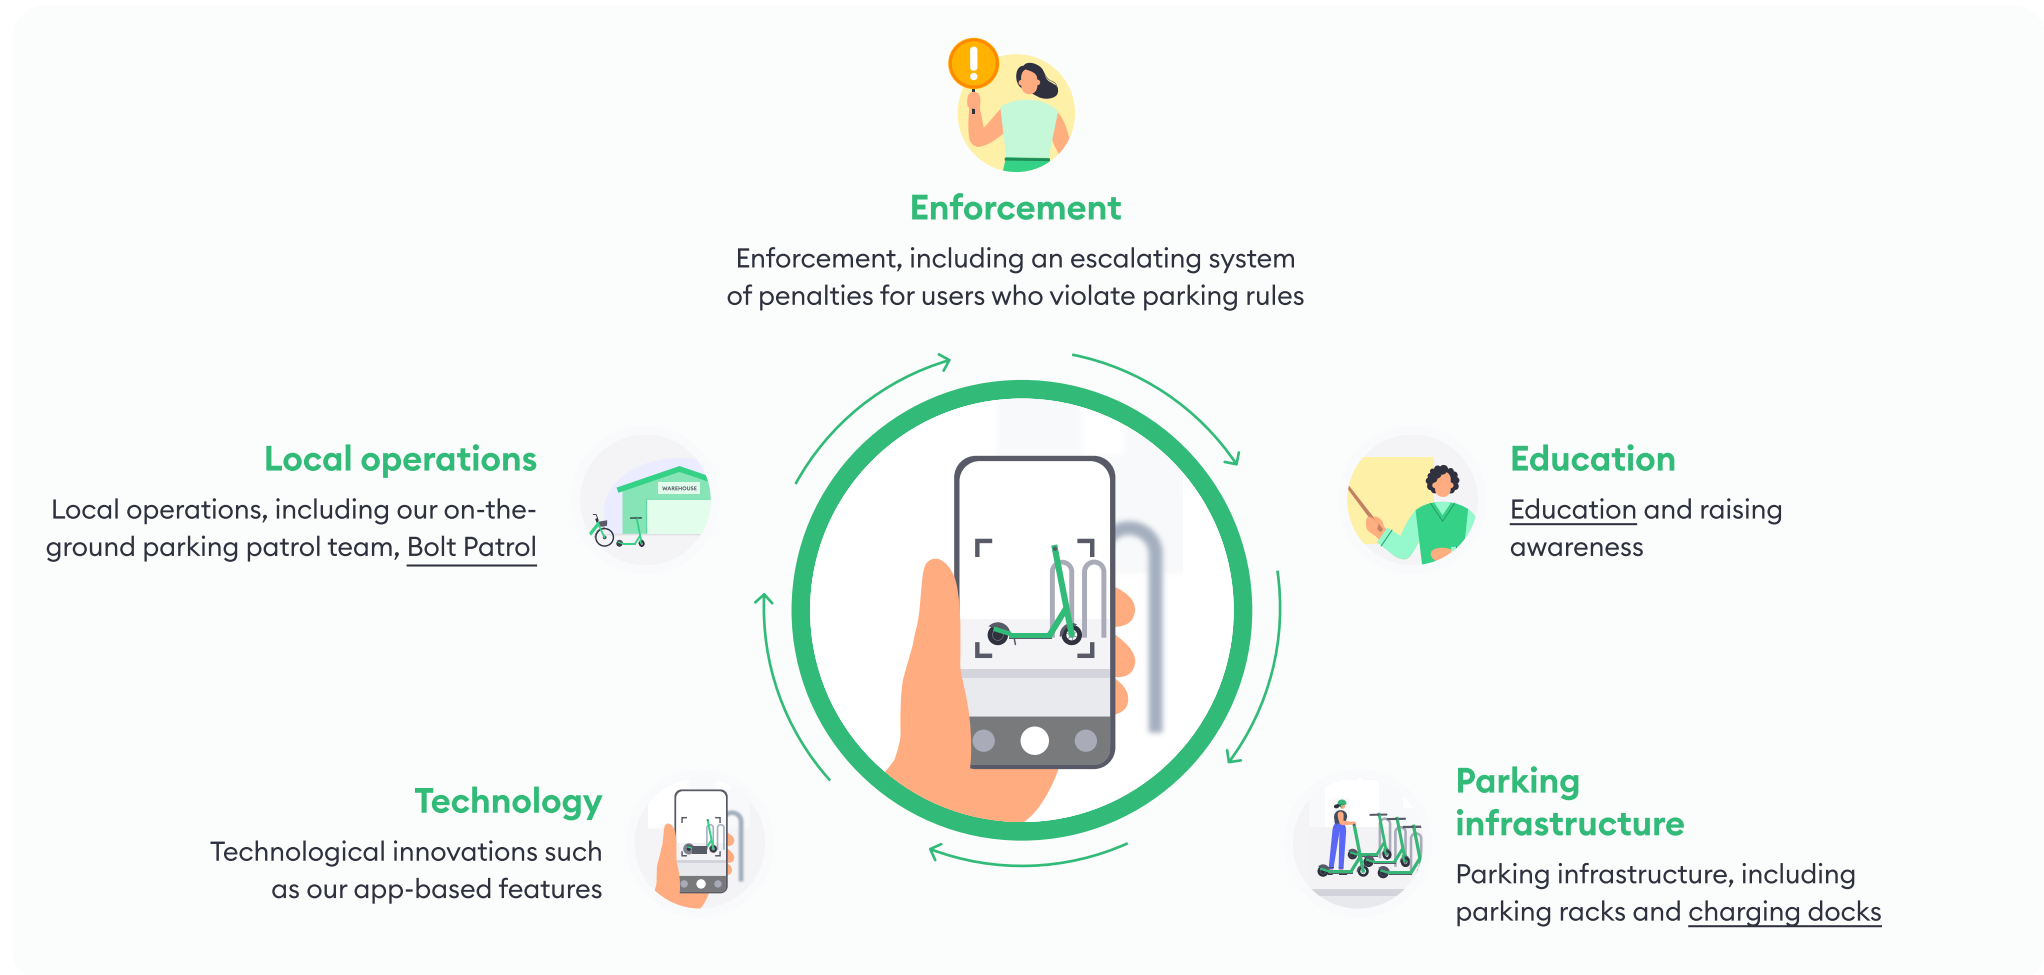 Enforcement
Enforcement, including an escalating system
of penalties for users who violate parking rules
Local operations
Local operations, including our on-the-
ground parking patrol team, Bolt Patrol
WAREHOUSE
Education
Education and raising
awareness
Technology
Technological innovations such
as our app-based features
Parking
infrastructure
Parking infrastructure, including
parking racks and charging docks